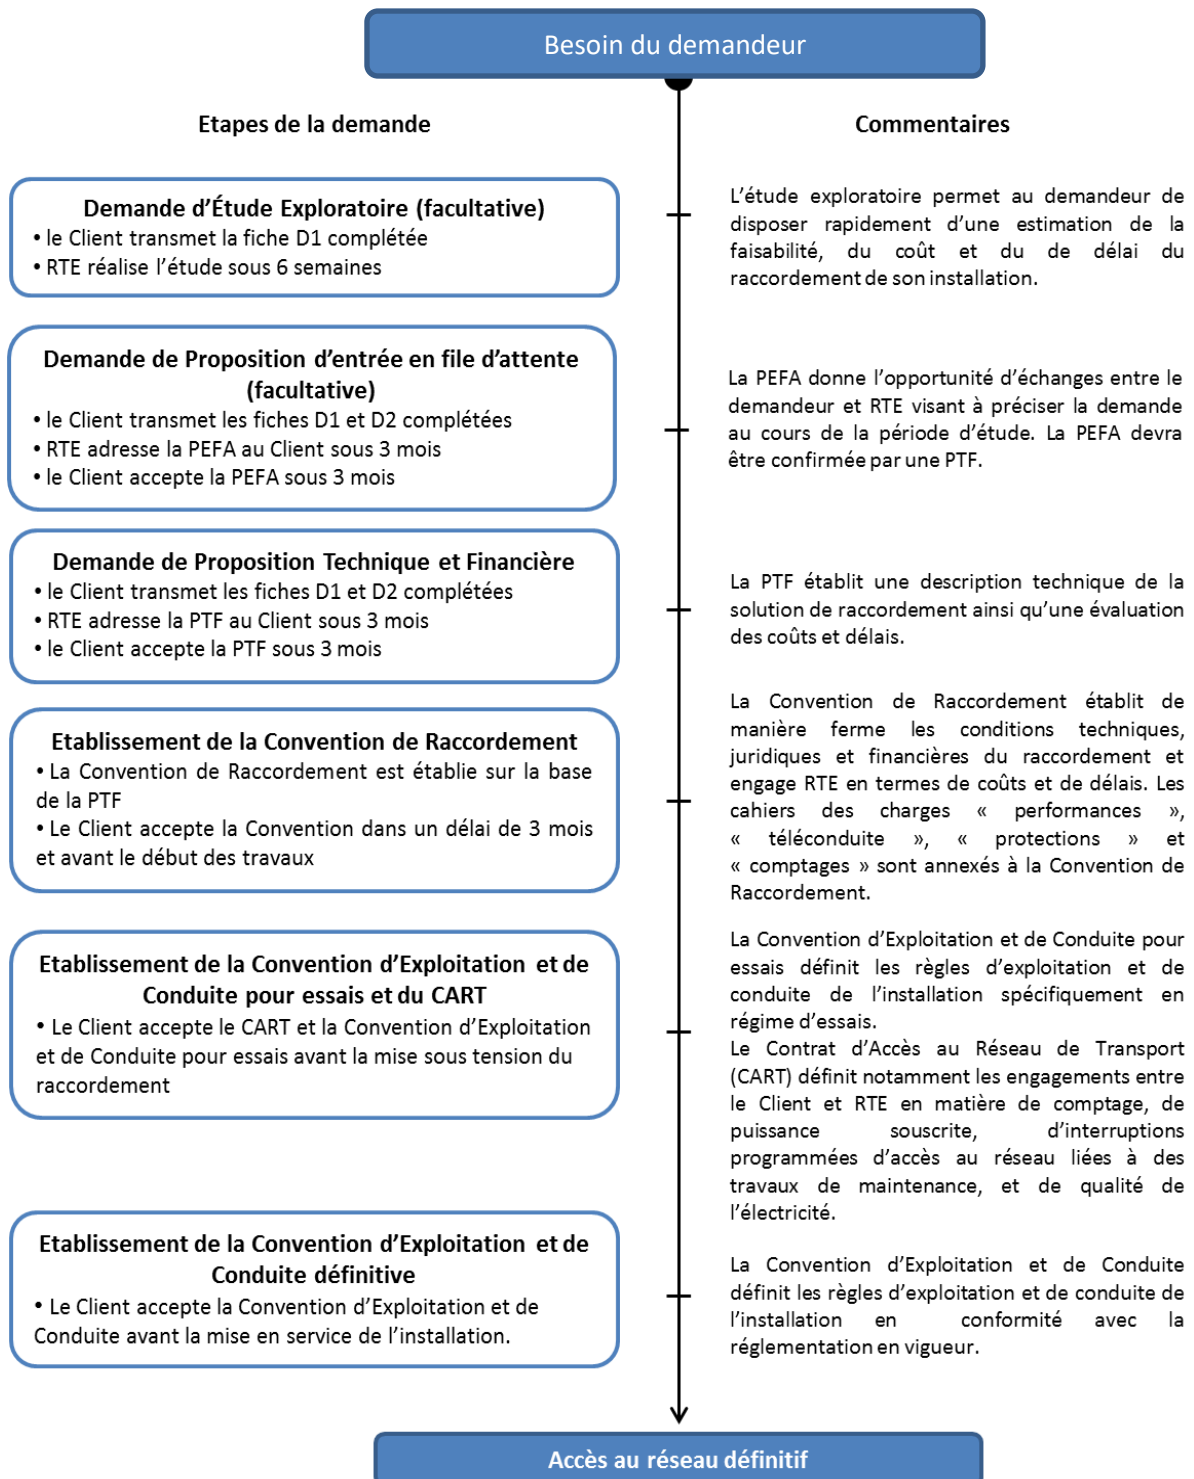 Besoin du demandeur
Etapes de la demande
Commentaires
Demande d’Étude Exploratoire (facultative)
• le Client transmet la fiche D1 complétée
• RTE réalise l’étude sous 6 semaines
L’étude exploratoire permet au demandeur de
disposer rapidement d’une estimation de la
faisabilité, du coût et du de délai du
raccordement de son installation.
Demande de Proposition d’entrée en file d’attente
(facultative)
• le Client transmet les fiches D1 et D2 complétées
• RTE adresse la PEFA au Client sous 3 mois
• le Client accepte la PEFA sous 3 mois
La PEFA donne l’opportunité d’échanges entre le
demandeur et RTE visant à préciser la demande
au cours de la période d’étude. La PEFA devra
être confirmée par une PTF.
Demande de Proposition Technique et Financière
• le Client transmet les fiches D1 et D2 complétées
• RTE adresse la PTF au Client sous 3 mois
• le Client accepte la PTF sous 3 mois
La PTF établit une description technique de la
solution de raccordement ainsi qu’une évaluation
des coûts et délais.
Etablissement de la Convention de Raccordement
• La Convention de Raccordement est établie sur la base
de la PTF
• Le Client accepte la Convention dans un délai de 3 mois
et avant le début des travaux
La Convention de Raccordement établit de
manière ferme les conditions techniques,
juridiques et financières du raccordement et
engage RTE en termes de coûts et de délais. Les
cahiers des charges « performances »,
« téléconduite », « protections » et
« comptages » sont annexés à la Convention de
Raccordement.
Etablissement de la Convention d’Exploitation et de
Conduite pour essais et du CART
• Le Client accepte le CART et la Convention d’Exploitation
et de Conduite pour essais avant la mise sous tension du
raccordement
La Convention d’Exploitation et de Conduite pour
essais définit les règles d’exploitation et de
conduite de l’installation spécifiquement en
régime d’essais.
Le Contrat d’Accès au Réseau de Transport
(CART) définit notamment les engagements entre
le Client et RTE en matière de comptage, de
puissance souscrite, d’interruptions
programmées d’accès au réseau liées à des
travaux de maintenance, et de qualité de
l’électricité.
Etablissement de la Convention d’Exploitation et de
Conduite définitive
• Le Client accepte la Convention d’Exploitation et de
Conduite avant la mise en service de l’installation.
La Convention d’Exploitation et de Conduite
définit les règles d’exploitation et de conduite de
l’installation en conformité avec la
réglementation en vigueur.
Accès au réseau définitif